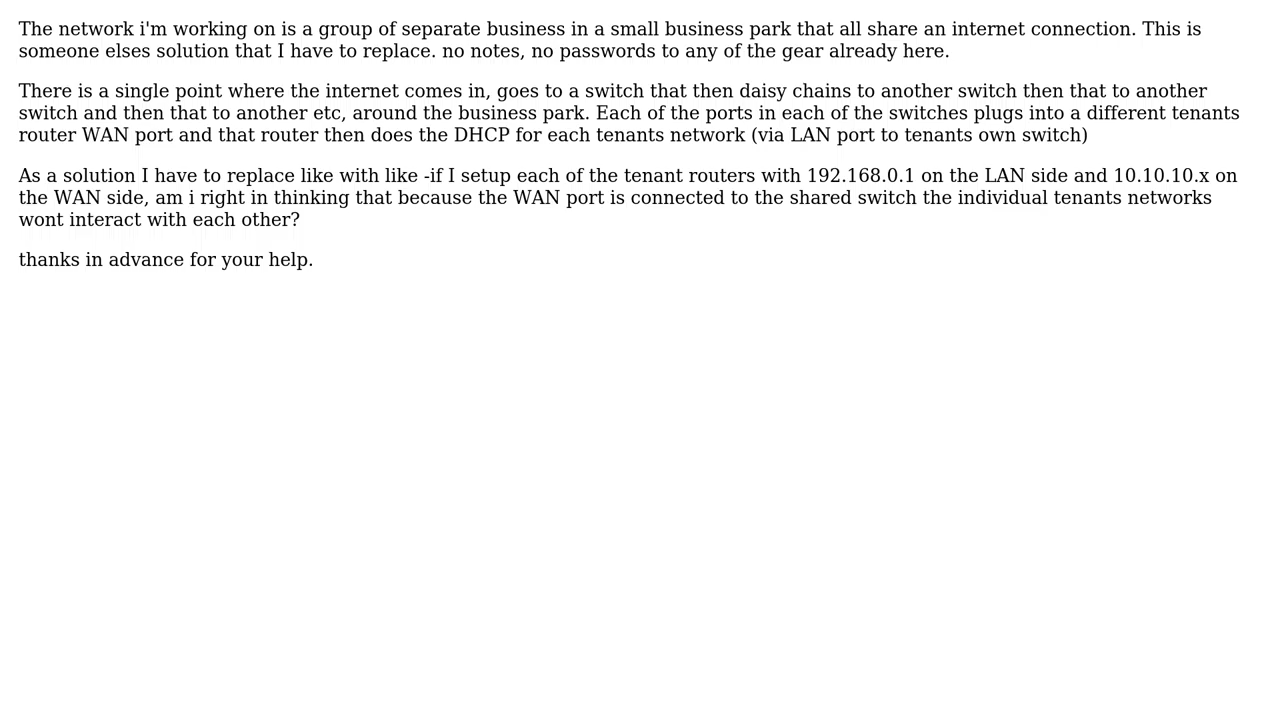 The network i'm working on is a group of separate business in a small business park that all share an internet connection. This is
someone elses solution that I have to replace. no notes, no passwords to any of the gear already here.
There is a single point where the internet comes in, goes to a switch that then daisy chains to another switch then that to another
switch and then that to another etc, around the business park. Each of the ports in each of the switches plugs into a different tenants
router WAN port and that router then does the DHCP for each tenants network (via LAN port to tenants own switch)
As a solution I have to replace like with like -if I setup each of the tenant routers with 192.168.0.1 on the LAN side and 10.10.10.x on
the WAN side, am i right in thinking that because the WAN port is connected to the shared switch the individual tenants networks
wont interact with each other?
thanks in advance for your help.